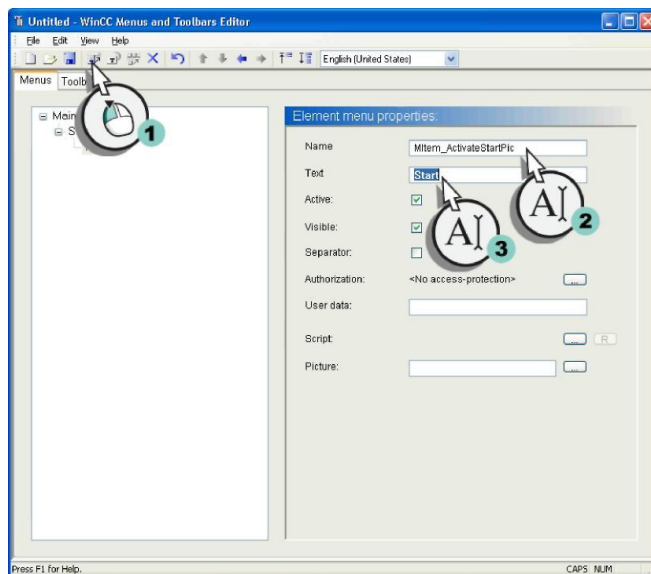 Untitled - WinCC Menus and Toolbars Editor
File Edit View Help
English (United States)
Menus
Element menu properties:
Name MItem_ActivateStartPic
Text Start
Active:
Visible:
Separator:
Authorization: <No access-protection> ...
User data:
Script: ... R
Picture: ...
1
AI 2
AI 3
Press F1 for Help. CAPS NUM